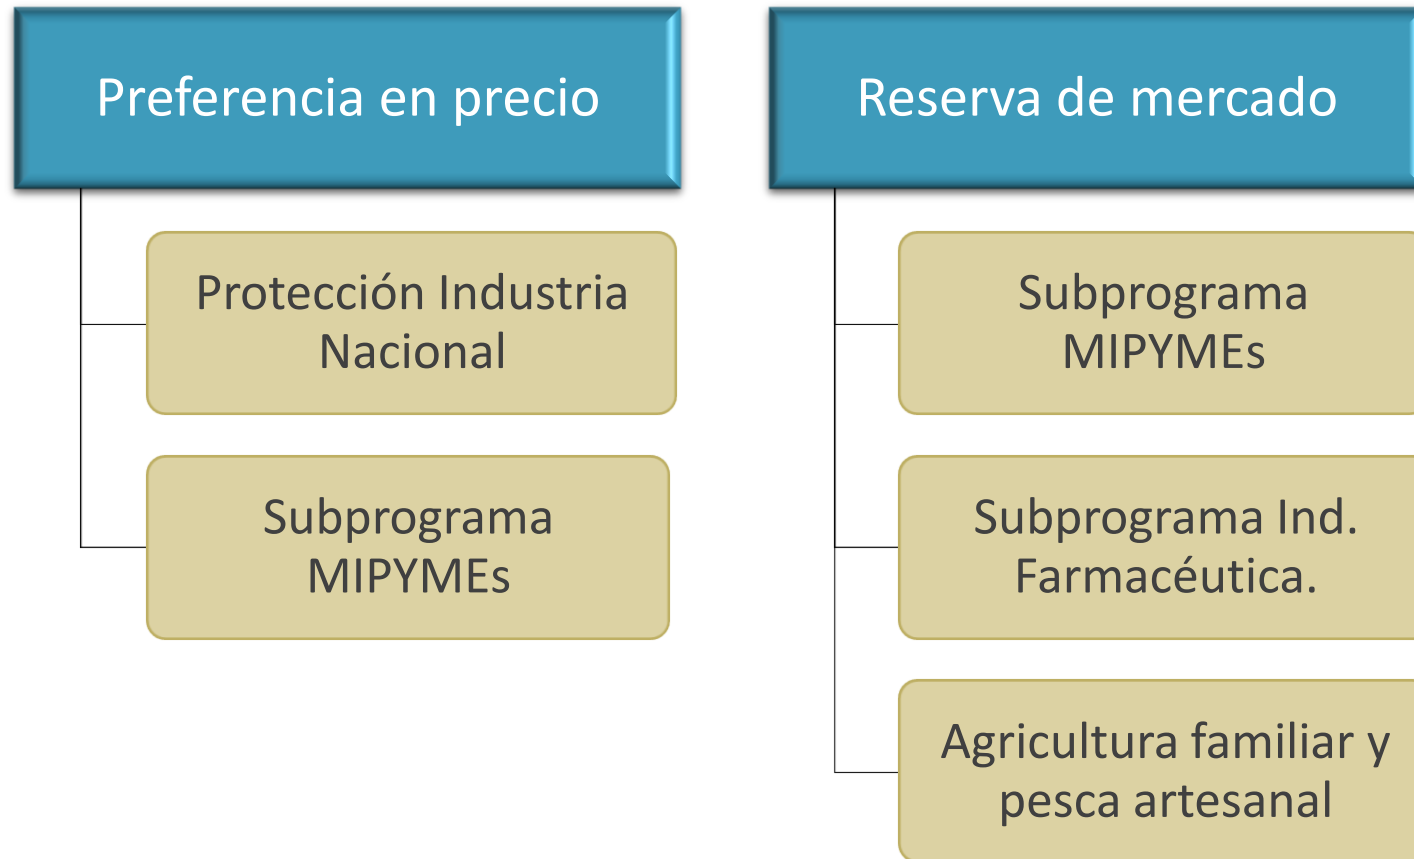 Preferencia en precio
Protección Industria
Nacional
Subprograma
MIPYMEs
Reserva de mercado
Subprograma
MIPYMEs
Subprograma Ind.
Farmacéutica.
Agricultura familiar y
pesca artesanal